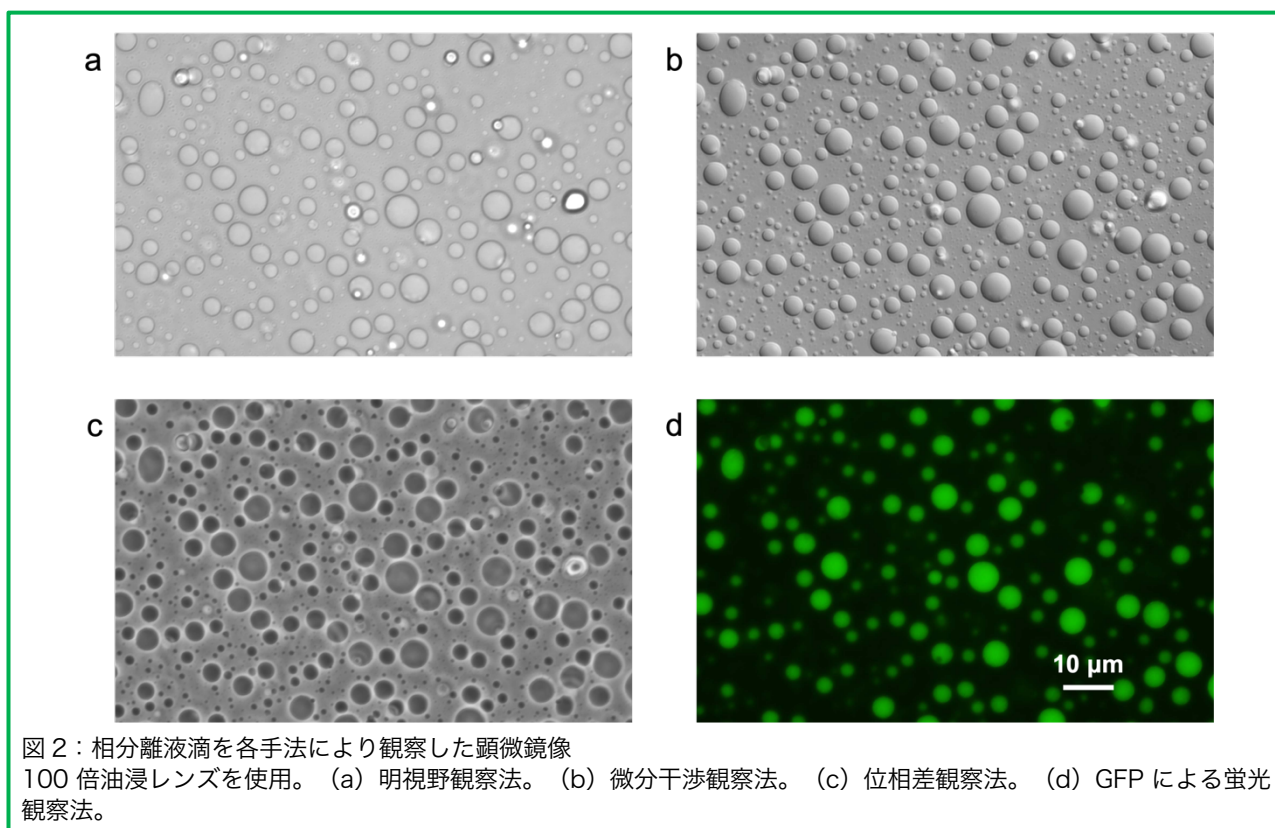 a
b
c
d
10 μm
図 2：相分離液滴を各手法により観察した顕微鏡像
100 倍油浸レンズを使用。（a）明視野観察法。（b）微分干渉観察法。（c）位相差観察法。（d）GFP による蛍光
観察法。